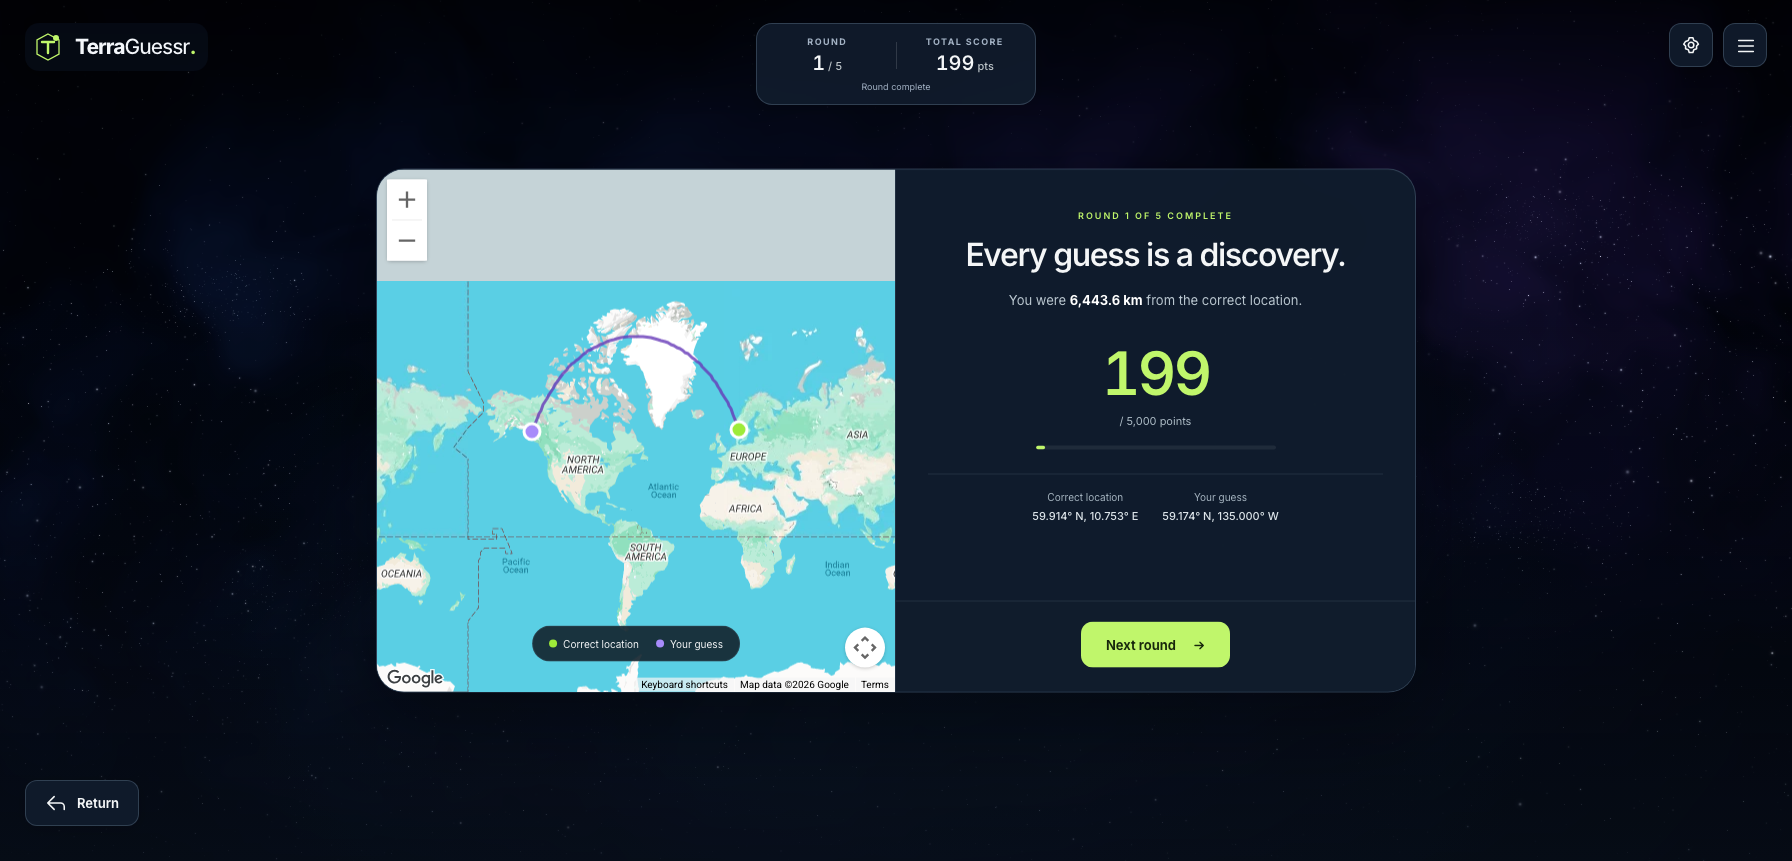 TerraGuessr.
ROUND
1 / 5
TOTAL SCORE
199 pts
Round complete
NORTH
AMERICA
Atlantic
Ocean
EUROPE
ASIA
AFRICA
SOUTH
AMERICA
Pacific
Ocean
Indian
Ocean
OCEANIA
Correct location
Your guess
Google
Keyboard shortcuts
Map data ©2026 Google
Terms
ROUND 1 OF 5 COMPLETE
Every guess is a discovery.
You were 6,443.6 km from the correct location.
199
/ 5,000 points
Correct location
59.914° N, 10.753° E
Your guess
59.174° N, 135.000° W
Next round
Return